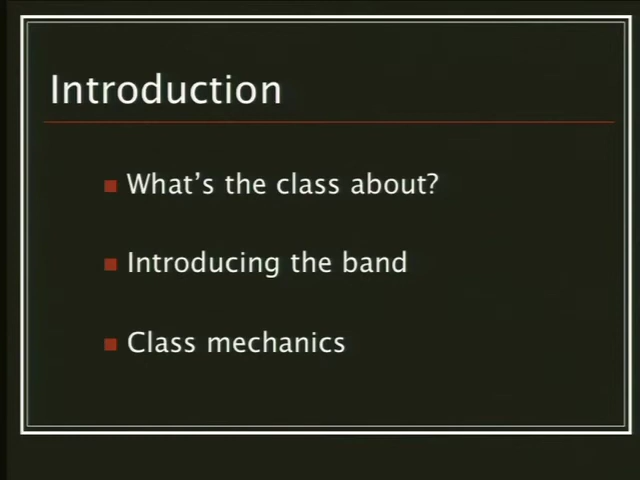 Introduction
What's the class about?
Introducing the band
Class mechanics